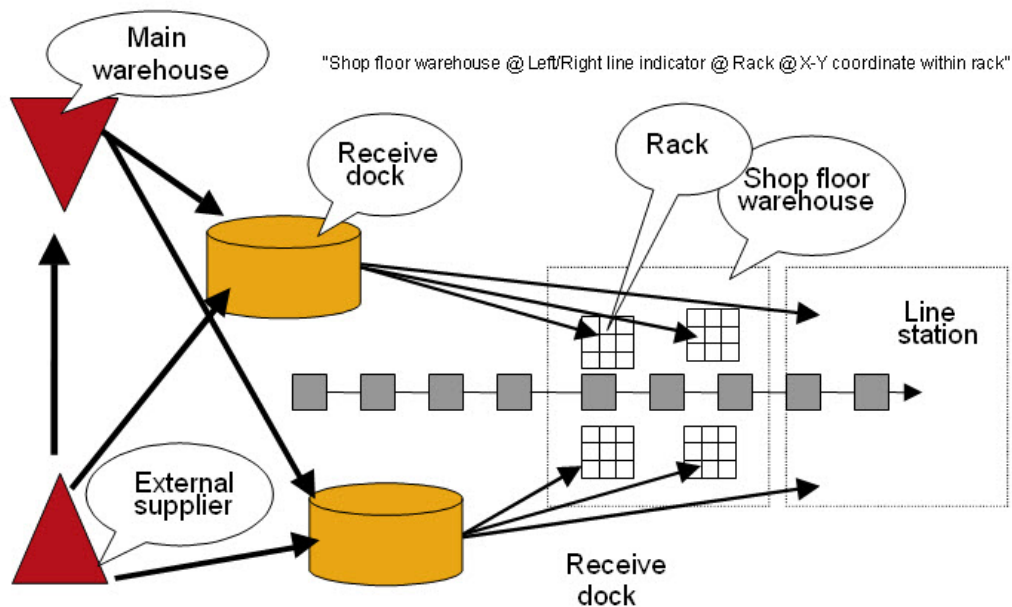 Main
warehouse
"Shop floor warehouse @ Left/Right line indicator @ Rack @ X-Y coordinate within rack"
Receive
dock
Rack
Shop floor
warehouse
Line
station
External
supplier
Receive
dock